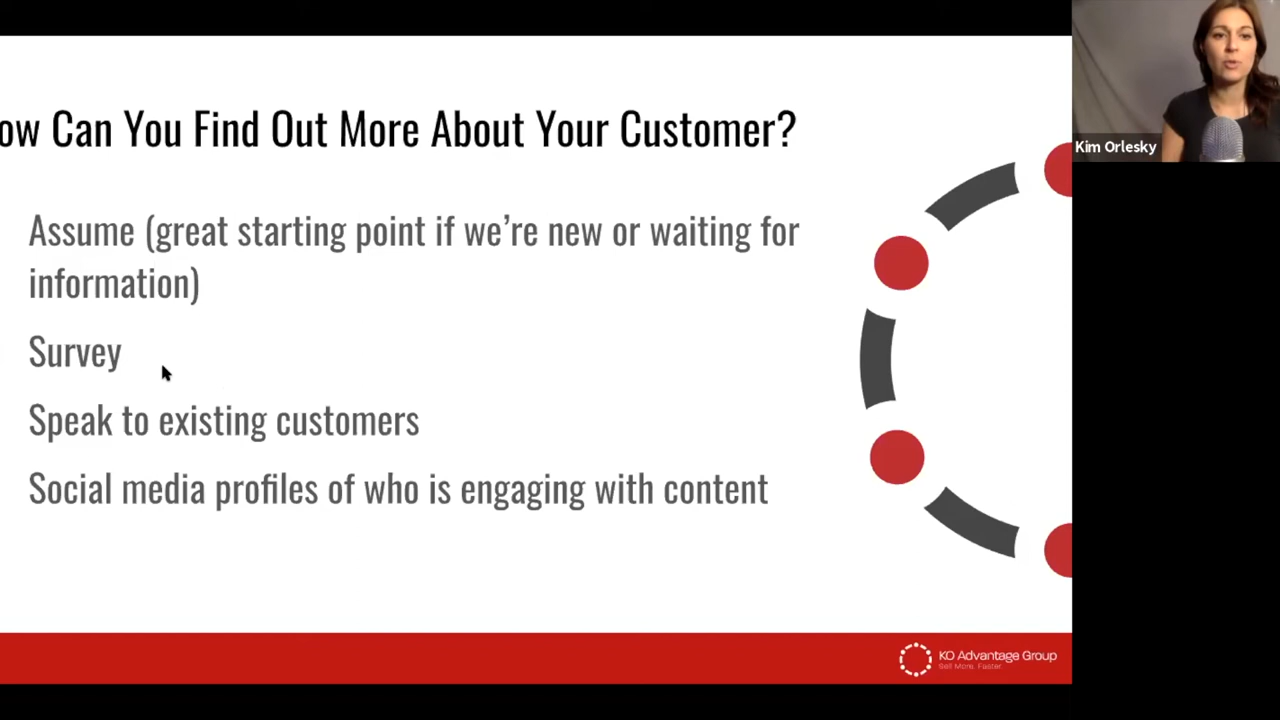 ow Can You Find Out More About Your Customer?
Assume (great starting point if we're new or waiting for
information)
Survey
Speak to existing customers
Social media profiles of who is engaging with content
Kim Orlesky
KO Advantage Group
Sell More. Faster.